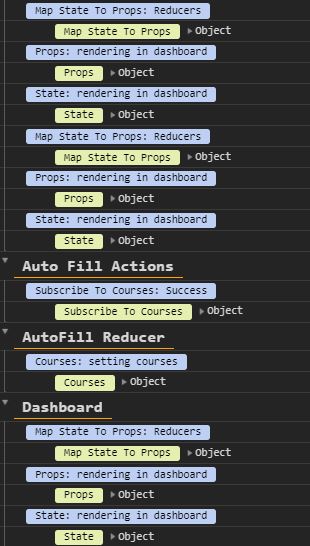 Map State To Props: Reducers
Map State To Props Object
Props: rendering in dashboard
Props Object
State: rendering in dashboard
State Object
Map State To Props: Reducers
Map State To Props Object
Props: rendering in dashboard
Props Object
State: rendering in dashboard
State Object
Auto Fill Actions
Subscribe To Courses: Success
Subscribe To Courses Object
AutoFill Reducer
Courses: setting courses
Courses Object
Dashboard
Map State To Props: Reducers
Map State To Props Object
Props: rendering in dashboard
Props Object
State: rendering in dashboard
State Object